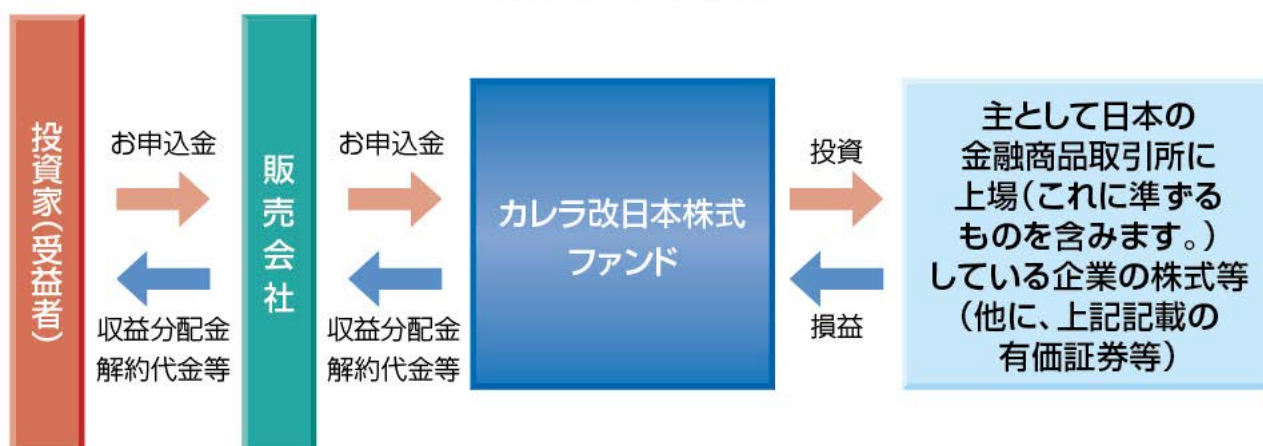 投資家(受益者)
お申込金
収益分配金
解約代金等
販売会社
お申込金
収益分配金
解約代金等
カレラ改日本株式
ファンド
投資
損益
主として日本の
金融商品取引所に
上場(これに準ずる
ものを含みます。)
している企業の株式等
(他に、上記記載の
有価証券等)